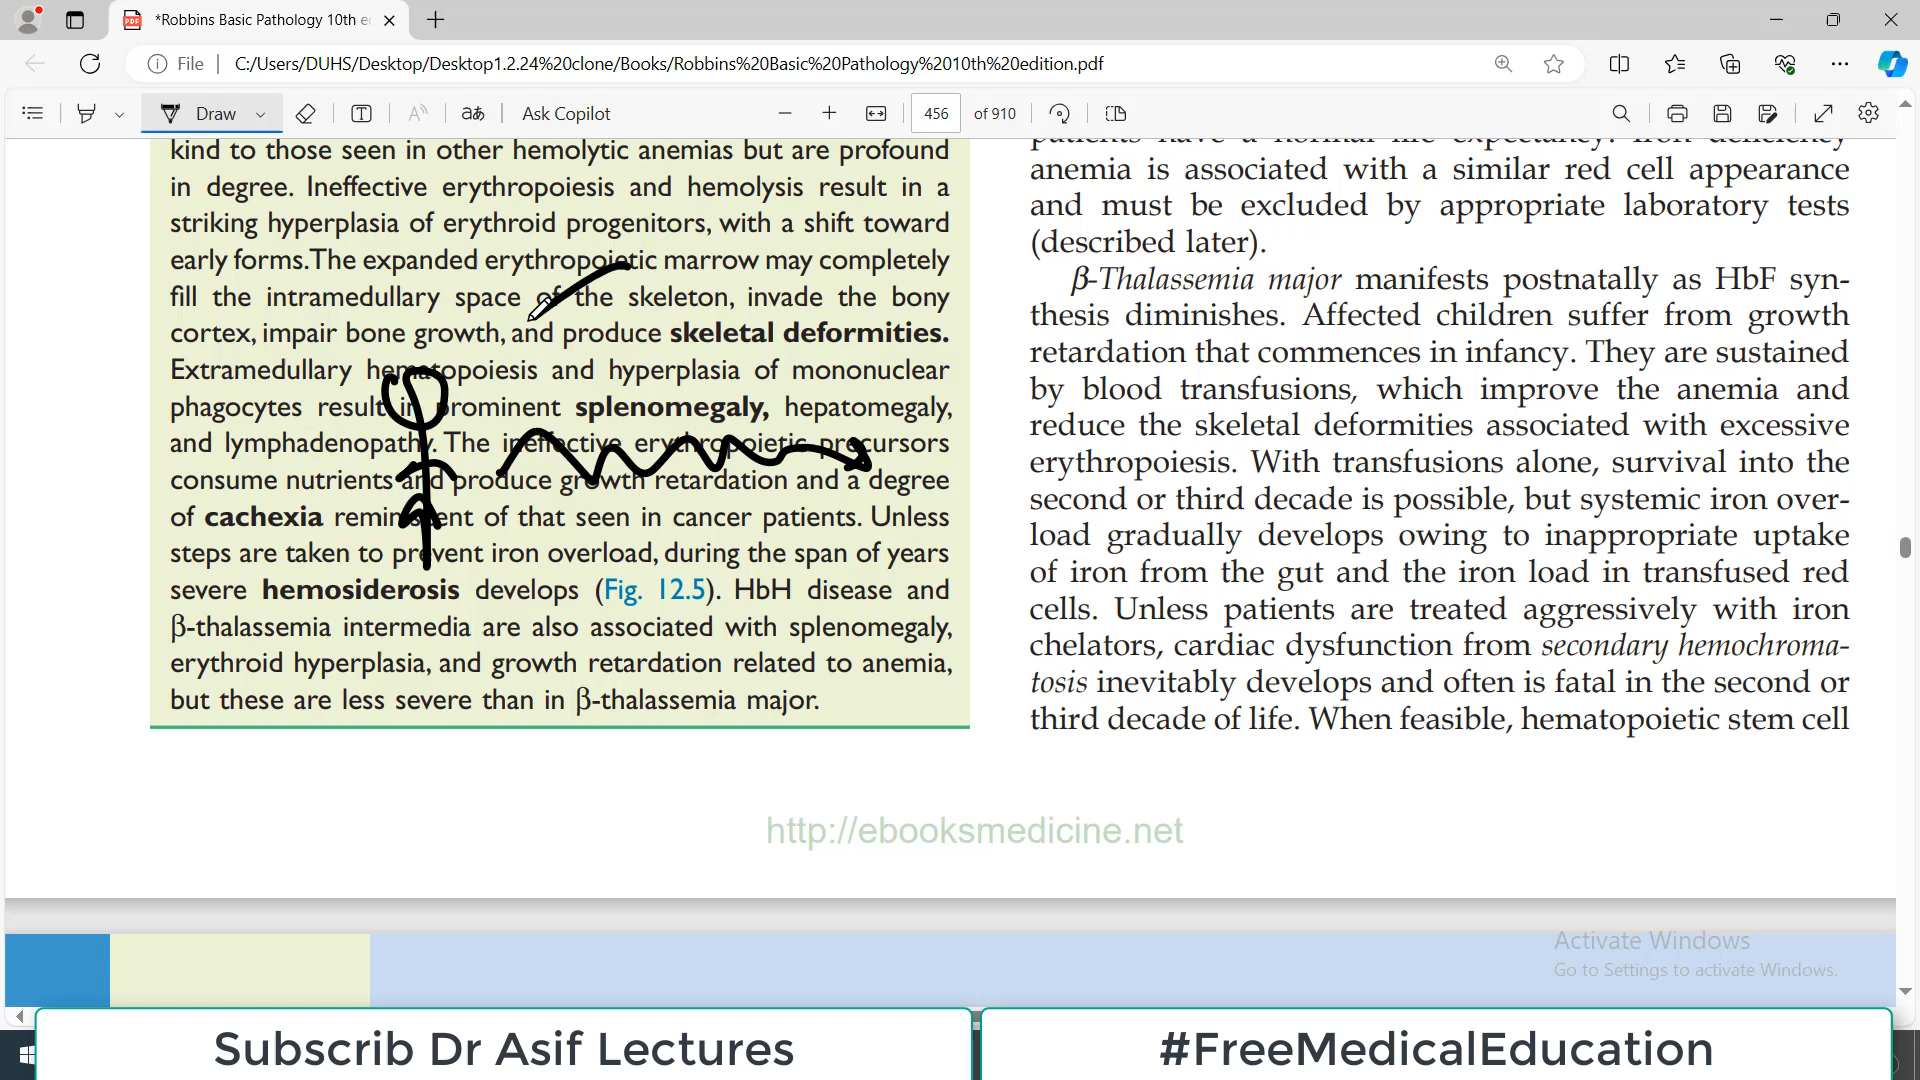 *Robbins Basic Pathology 10th e
File
C:/Users/DUHS/Desktop/Desktop1.2.24%20clone/Books/Robbins%20Basic%20Pathology%2010th%20edition.pdf
Draw
Ask Copilot
456
of 910
kind to those seen in other hemolytic anemias but are profound
in degree. Ineffective erythropoiesis and hemolysis result in a
striking hyperplasia of erythroid progenitors, with a shift toward
early forms. The expanded erythropoietic marrow may completely
fill the intramedullary space of the skeleton, invade the bony
cortex, impair bone growth, and produce skeletal deformities.
Extramedullary hematopoiesis and hyperplasia of mononuclear
phagocytes result in prominent splenomegaly, hepatomegaly,
and lymphadenopathy. The ineffective erythropoietic precursors
consume nutrients and produce growth retardation and a degree
of cachexia reminiscent of that seen in cancer patients. Unless
steps are taken to prevent iron overload, during the span of years
severe hemosiderosis develops (Fig. 12.5). HbH disease and
β-thalassemia intermedia are also associated with splenomegaly,
erythroid hyperplasia, and growth retardation related to anemia,
but these are less severe than in β-thalassemia major.
patients have a normal life expectancy. Iron deficiency
anemia is associated with a similar red cell appearance
and must be excluded by appropriate laboratory tests
(described later).
β-Thalassemia major manifests postnatally as HbF syn-
thesis diminishes. Affected children suffer from growth
retardation that commences in infancy. They are sustained
by blood transfusions, which improve the anemia and
reduce the skeletal deformities associated with excessive
erythropoiesis. With transfusions alone, survival into the
second or third decade is possible, but systemic iron over-
load gradually develops owing to inappropriate uptake
of iron from the gut and the iron load in transfused red
cells. Unless patients are treated aggressively with iron
chelators, cardiac dysfunction from secondary hemochroma-
tosis inevitably develops and often is fatal in the second or
third decade of life. When feasible, hematopoietic stem cell
http://ebooksmedicine.net
Activate Windows
Go to Settings to activate Windows.
Subscrib Dr Asif Lectures
#FreeMedicalEducation